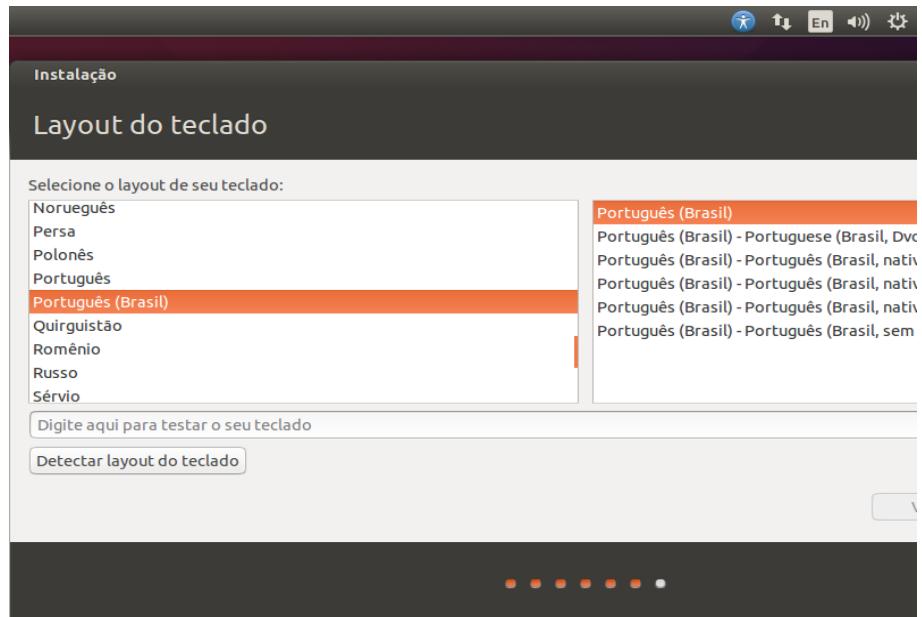 En
Instalação
Layout do teclado
Selecione o layout de seu teclado:
Norueguês
Persa
Polonês
Português
Português (Brasil)
Quirguistão
Romênio
Russo
Sérvio
Português (Brasil)
Português (Brasil) - Portuguese (Brasil, Dvo
Português (Brasil) - Português (Brasil, nativ
Português (Brasil) - Português (Brasil, nativ
Português (Brasil) - Português (Brasil, nativ
Português (Brasil) - Português (Brasil, sem
Digite aqui para testar o seu teclado
Detectar layout do teclado